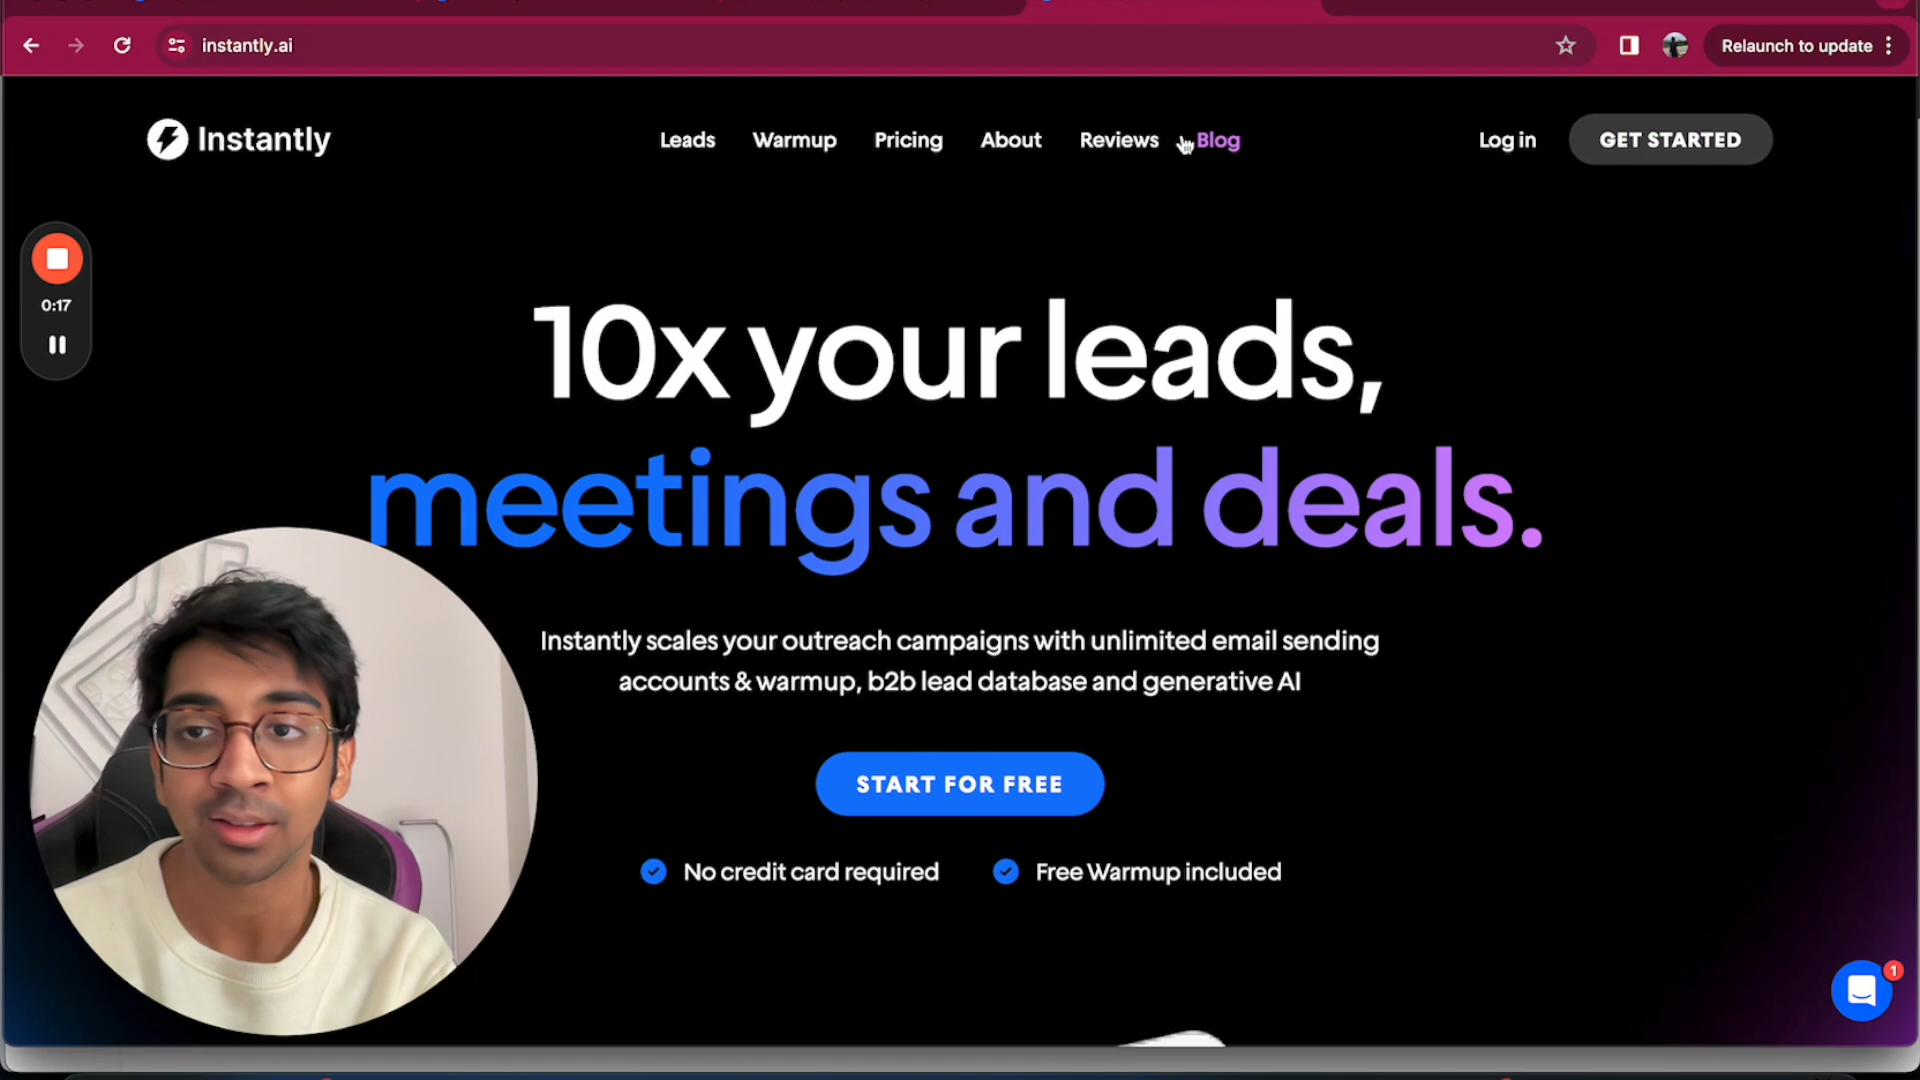 instantly.ai
Relaunch to update
Instantly
Leads
Warmup
Pricing
About
Reviews
Blog
Log in
GET STARTED
0:17
10x your leads,
meetings and deals.
Instantly scales your outreach campaigns with unlimited email sending
accounts & warmup, b2b lead database and generative AI
START FOR FREE
No credit card required
Free Warmup included
1